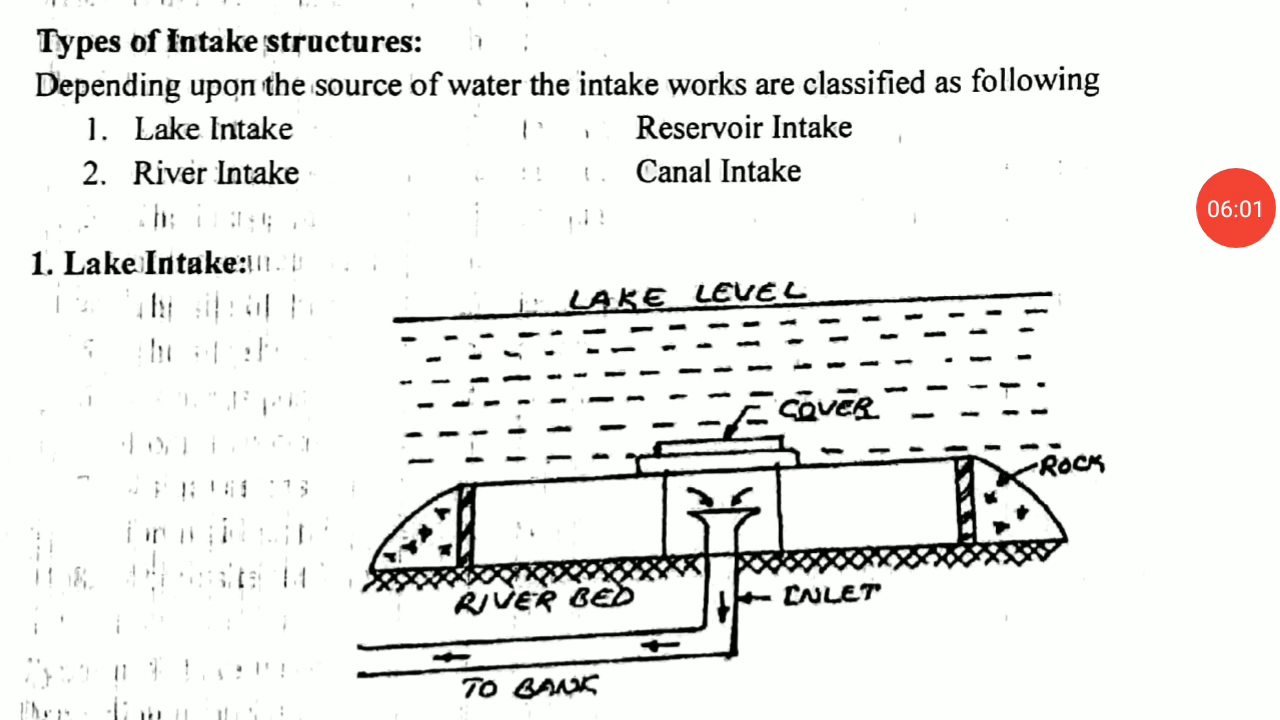 Types of Intake structures:
Depending upon the source of water the intake works are classified as following
1. Lake Intake Reservoir Intake
2. River Intake Canal Intake
06:01
1. Lake Intake:
LAKE LEVEL
COVER
ROCK
RIVER BED
INLET
TO BANK